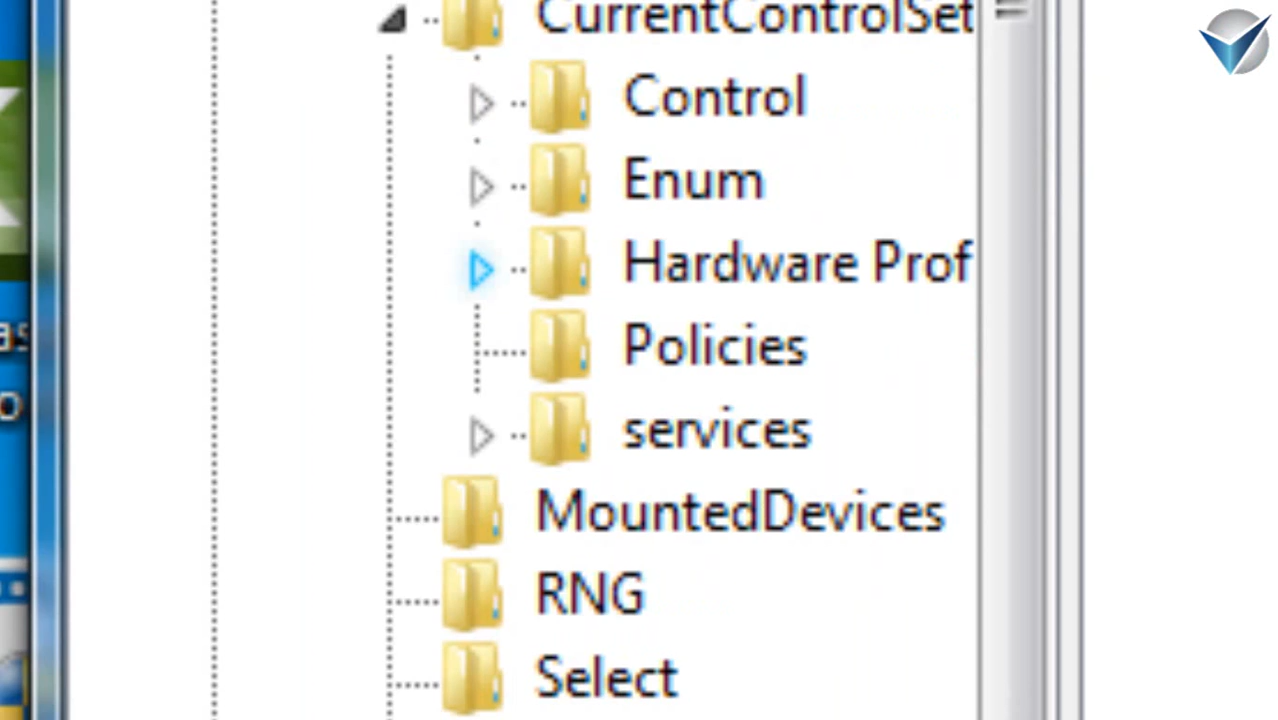 CurrentControlSet
Control
Enum
Hardware Prof
Policies
services
MountedDevices
RNG
Select